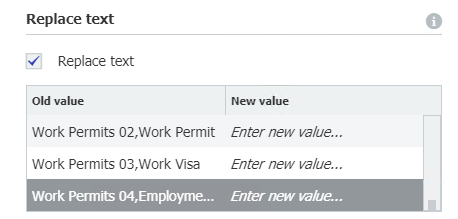 Replace text
Replace text
Old value New value
Work Permits 02,Work Permit Enter new value...
Work Permits 03,Work Visa Enter new value...
Work Permits 04,Employme... Enter new value...